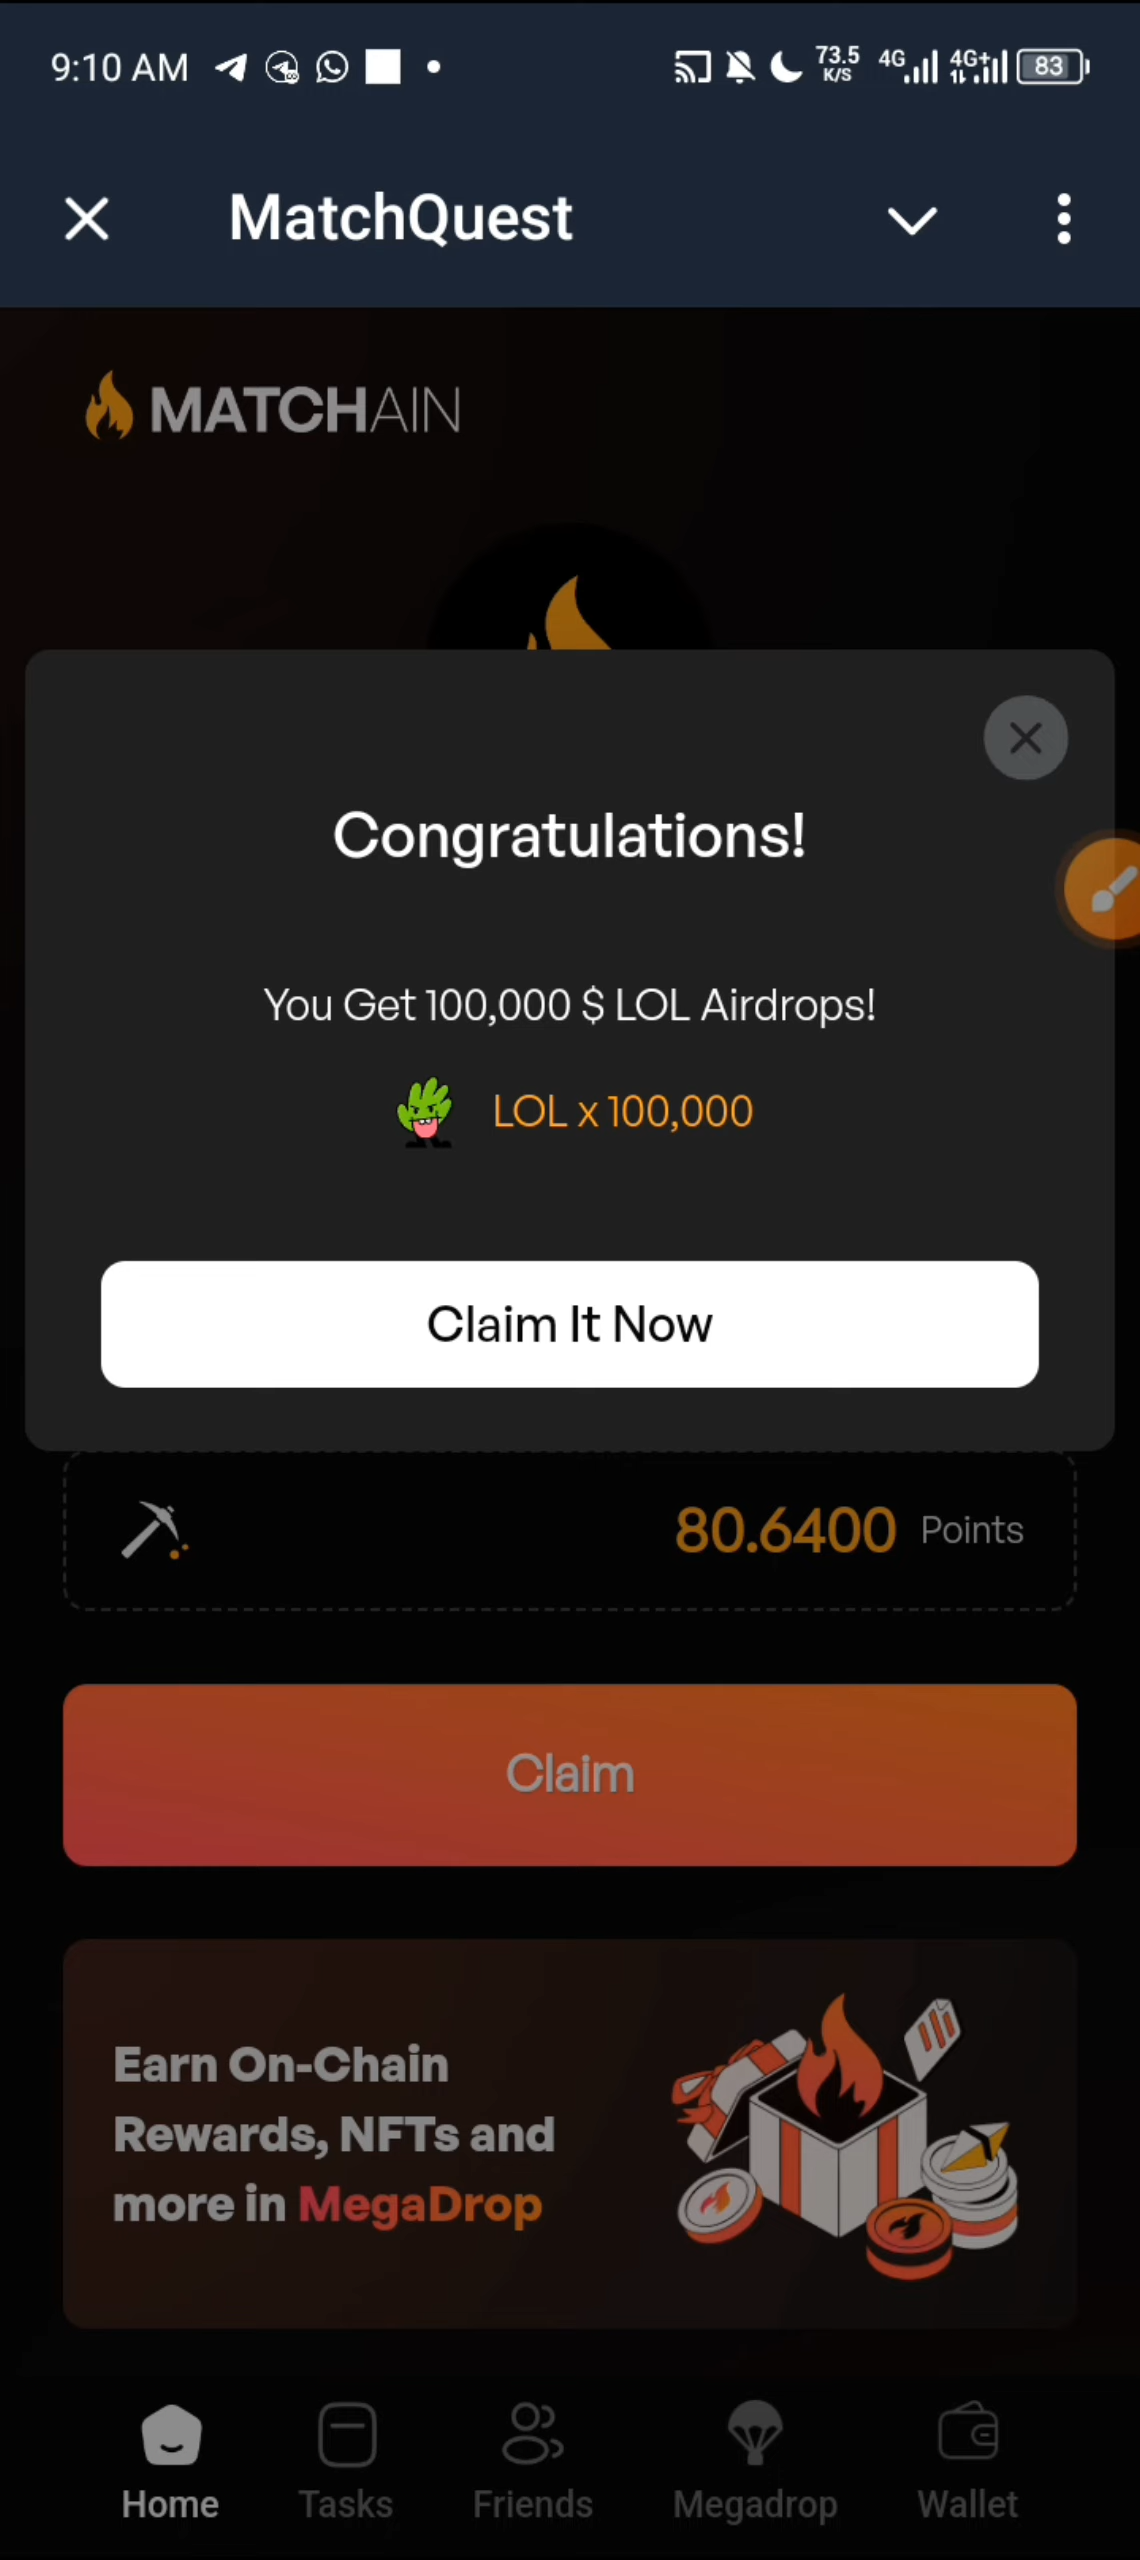 9:10 AM
73.5 K/S 4G 4G+ 83
MatchQuest
MATCHAIN
Congratulations!
You Get 100,000 $ LOL Airdrops!
LOL x 100,000
Claim It Now
80.6400 Points
Claim
Earn On-Chain
Rewards, NFTs and
more in MegaDrop
Home Tasks Friends Megadrop Wallet